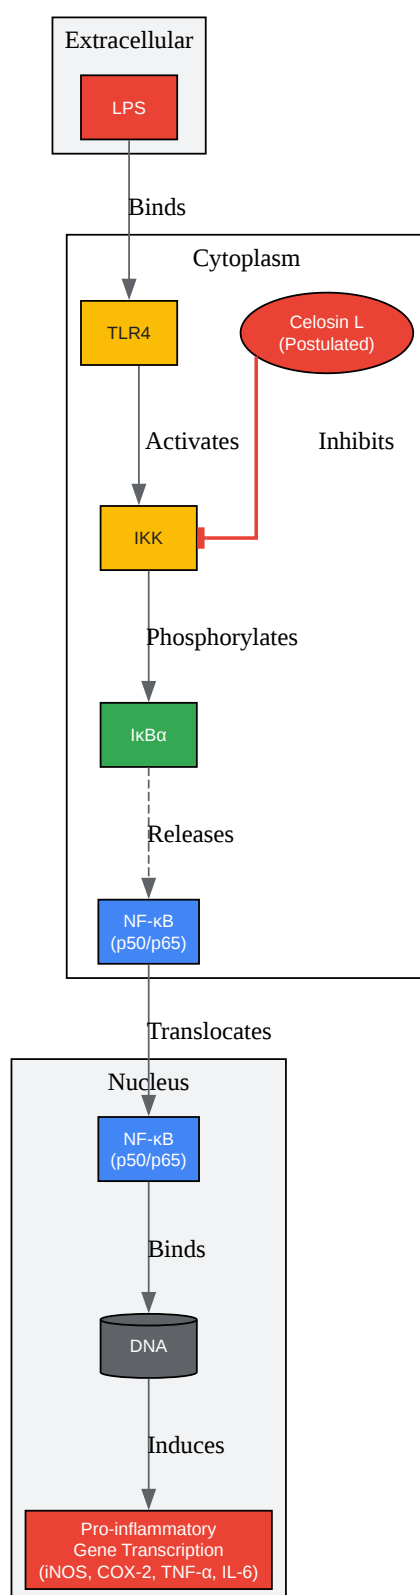 Extracellular
LPS
Binds
Cytoplasm
TLR4
Celosin L
(Postulated)
Activates
Inhibits
IKK
Phosphorylates
IκBα
Releases
NF-κB
(p50/p65)
Translocates
Nucleus
NF-κB
(p50/p65)
Binds
DNA
Induces
Pro-inflammatory
Gene Transcription
(iNOS, COX-2, TNF-α, IL-6)